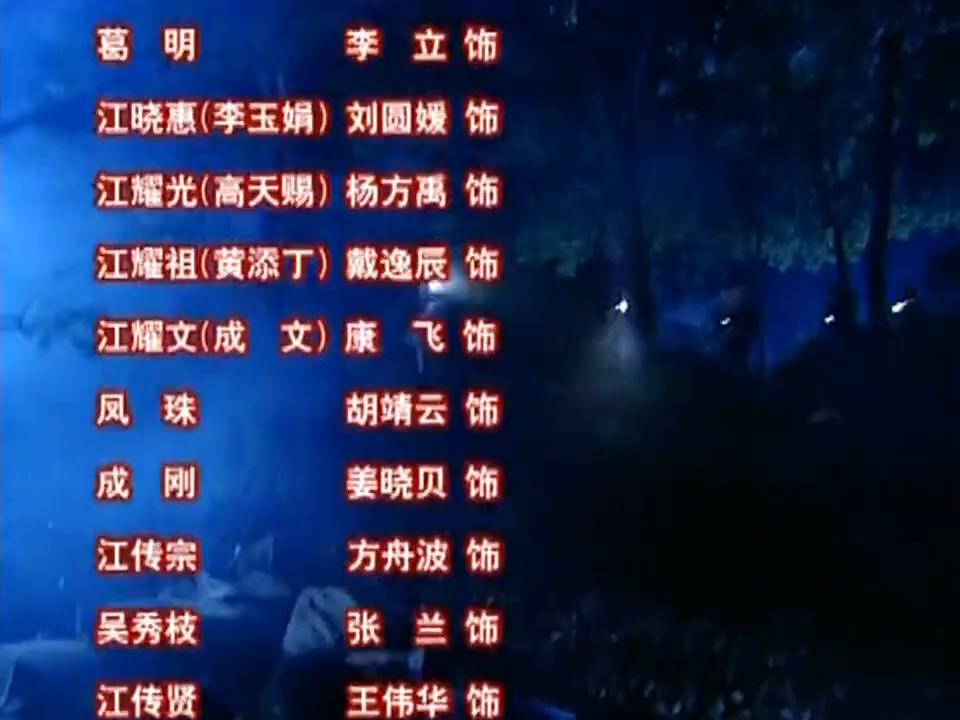 葛　明　李　立 饰
江晓惠(李玉娟) 刘圆媛 饰
江耀光(高天赐) 杨方禹 饰
江耀祖(黄添丁) 戴逸辰 饰
江耀文(成　文) 康　飞 饰
凤　珠　胡靖云 饰
成　刚　姜晓贝 饰
江传宗　方舟波 饰
吴秀枝　张　兰 饰
江传贤　王伟华 饰